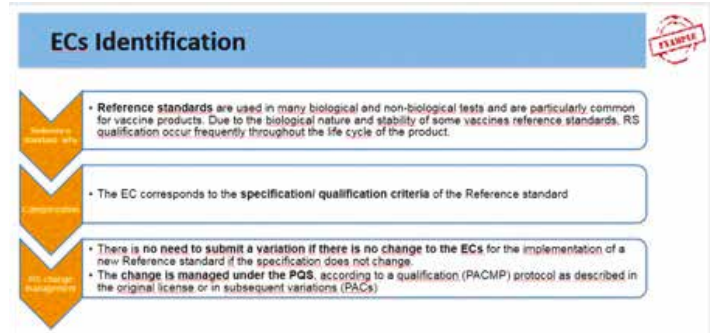 ECs Identification
EXAMPLE
• Reference standards are used in many biological and non-biological tests and are particularly common
for vaccine products. Due to the biological nature and stability of some vaccines reference standards, RS
qualification occur frequently throughout the life cycle of the product.
• The EC corresponds to the specification/ qualification criteria of the Reference standard
• There is no need to submit a variation if there is no change to the ECs for the implementation of a
new Reference standard if the specification does not change.
• The change is managed under the PQS, according to a qualification (PACMP) protocol as described in
the original license or in subsequent variations (PACs)
RS change
management